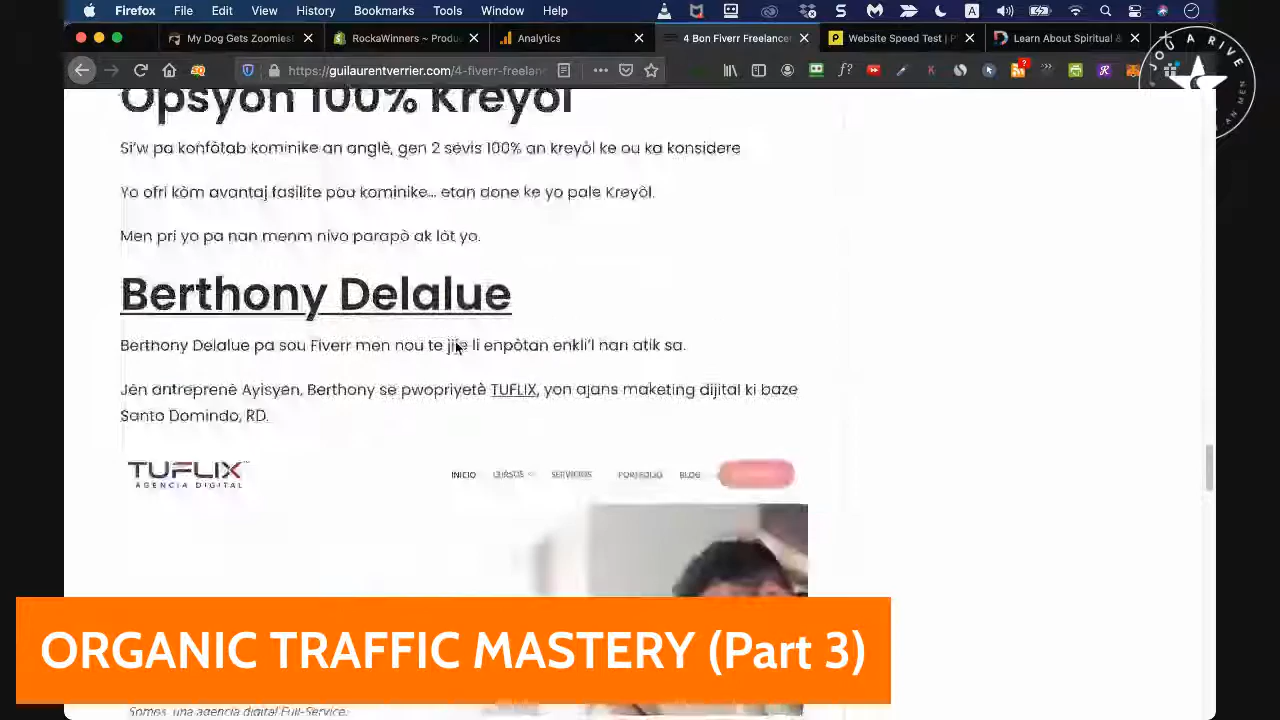 Firefox File Edit View History Bookmarks Tools Window Help
My Dog Gets Zoomies RockaWinners ~ Produ Analytics 4 Bon Fiverr Freelancer Website Speed Test | P Learn About Spiritual &
https://guilaurentverrier.com/4-fiverr-freelan
Opsyon 100% Kreyòl
Si'w pa konfòtab kominike an anglè, gen 2 sèvis 100% an kreyòl ke ou ka konsidere
Yo ofri kòm avantaj fasilite pou kominike... etan done ke yo pale Kreyòl.
Men pri yo pa nan menm nivo parapò ak lòt yo.
Berthony Delalue
Berthony Delalue pa sou Fiverr men nou te jije li enpòtan enkli'l nan atik sa.
Jèn antreprenè Ayisyen, Berthony se pwopriyetè TUFLIX, yon ajans maketing dijital ki baze
Santo Domindo, RD.
TUFLIX
AGENCIA DIGITAL
INICIO CURSOS SERVICIOS PORTFOLIO BLOG
ORGANIC TRAFFIC MASTERY (Part 3)
Somos una agencia digital Full-Service: